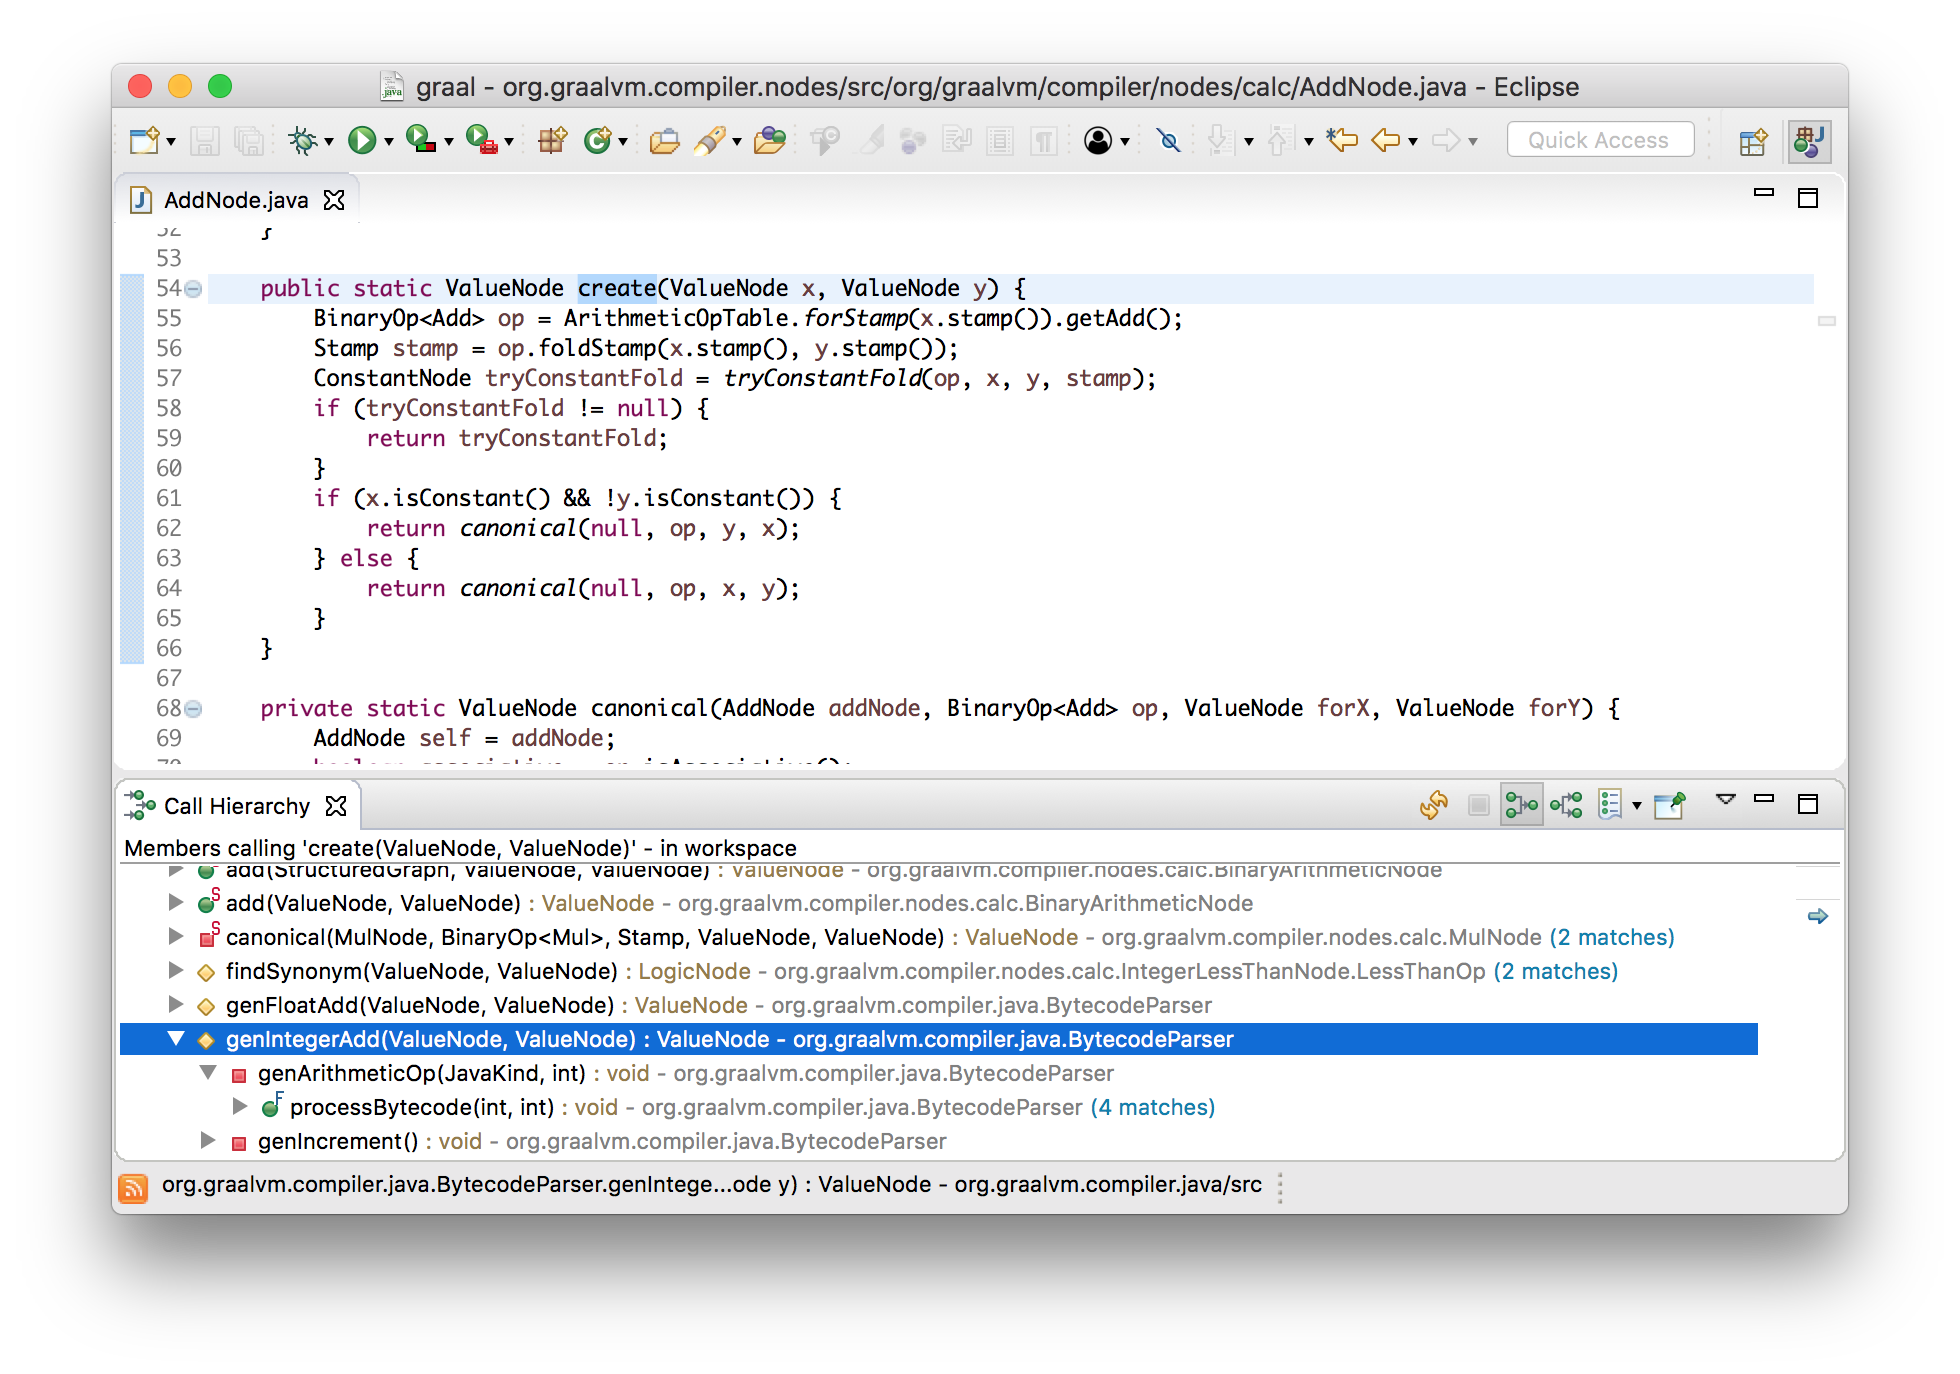 graal - org.graalvm.compiler.nodes/src/org/graalvm/compiler/nodes/calc/AddNode.java - Eclipse
Quick Access
AddNode.java
52 }
53
54 public static ValueNode create(ValueNode x, ValueNode y) {
55 BinaryOp<Add> op = ArithmeticOpTable.forStamp(x.stamp()).getAdd();
56 Stamp stamp = op.foldStamp(x.stamp(), y.stamp());
57 ConstantNode tryConstantFold = tryConstantFold(op, x, y, stamp);
58 if (tryConstantFold != null) {
59 return tryConstantFold;
60 }
61 if (x.isConstant() && !y.isConstant()) {
62 return canonical(null, op, y, x);
63 } else {
64 return canonical(null, op, x, y);
65 }
66 }
67
68 private static ValueNode canonical(AddNode addNode, BinaryOp<Add> op, ValueNode forX, ValueNode forY) {
69 AddNode self = addNode;
70 boolean associative = op.isAssociative();
Call Hierarchy
Members calling 'create(ValueNode, ValueNode)' - in workspace
add(StructuredGraph, ValueNode, ValueNode) : ValueNode - org.graalvm.compiler.nodes.calc.BinaryArithmeticNode
add(ValueNode, ValueNode) : ValueNode - org.graalvm.compiler.nodes.calc.BinaryArithmeticNode
canonical(MulNode, BinaryOp<Mul>, Stamp, ValueNode, ValueNode) : ValueNode - org.graalvm.compiler.nodes.calc.MulNode (2 matches)
findSynonym(ValueNode, ValueNode) : LogicNode - org.graalvm.compiler.nodes.calc.IntegerLessThanNode.LessThanOp (2 matches)
genFloatAdd(ValueNode, ValueNode) : ValueNode - org.graalvm.compiler.java.BytecodeParser
genIntegerAdd(ValueNode, ValueNode) : ValueNode - org.graalvm.compiler.java.BytecodeParser
genArithmeticOp(JavaKind, int) : void - org.graalvm.compiler.java.BytecodeParser
processBytecode(int, int) : void - org.graalvm.compiler.java.BytecodeParser (4 matches)
genIncrement() : void - org.graalvm.compiler.java.BytecodeParser
org.graalvm.compiler.java.BytecodeParser.genIntege...ode y) : ValueNode - org.graalvm.compiler.java/src